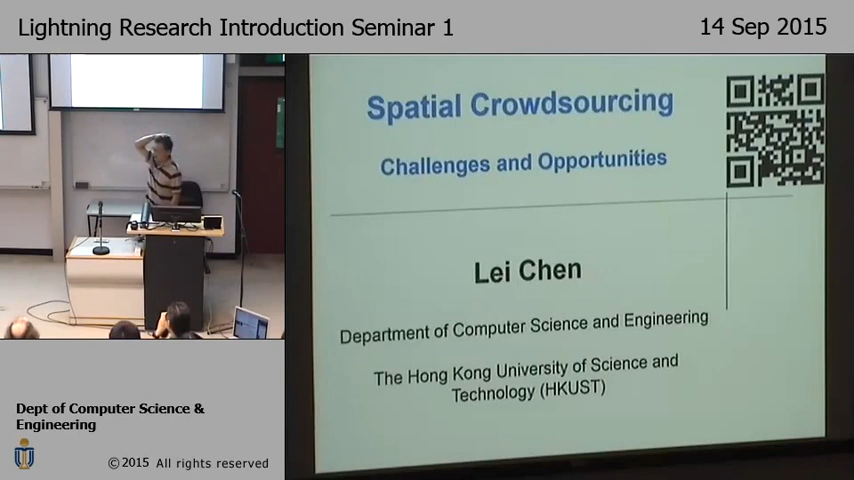 Lightning Research Introduction Seminar 1
14 Sep 2015
Spatial Crowdsourcing
Challenges and Opportunities
Lei Chen
Department of Computer Science and Engineering
The Hong Kong University of Science and
Technology (HKUST)
Dept of Computer Science &
Engineering
©2015 All rights reserved